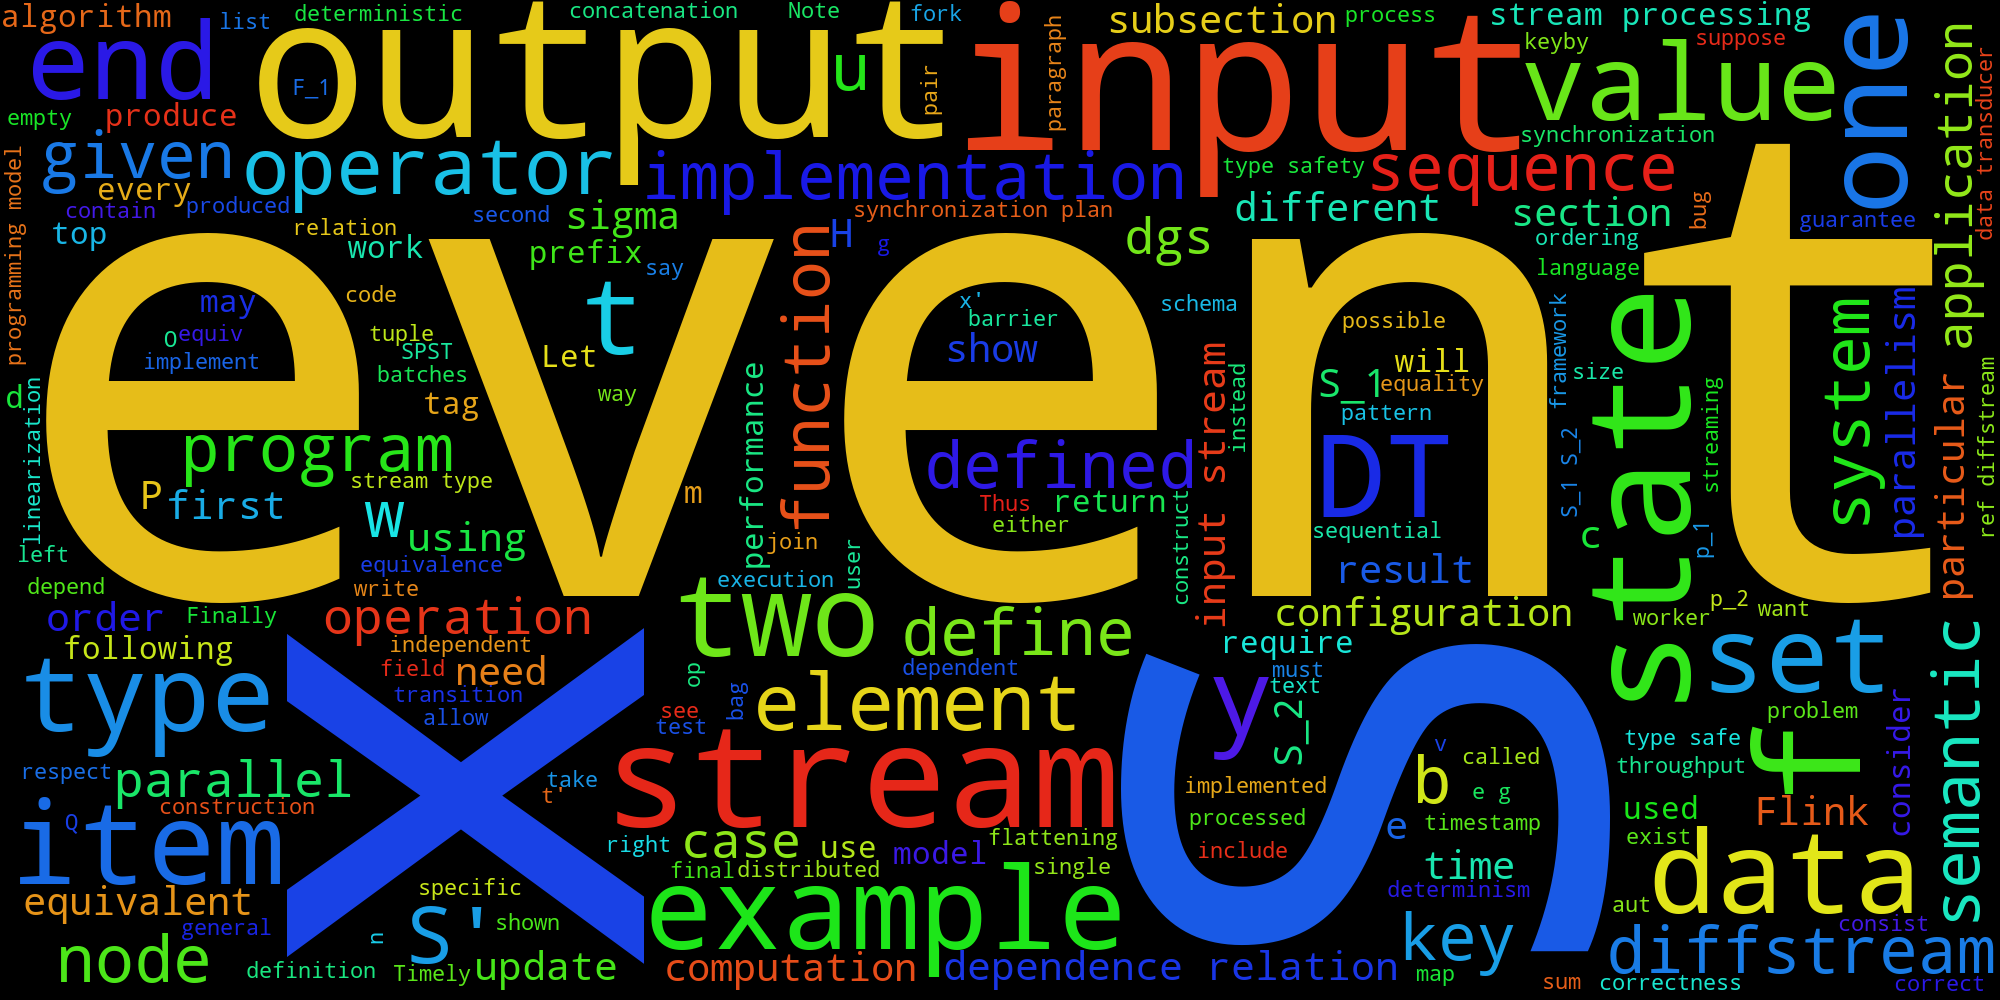 algorithm
list
deterministic
concatenation
Note
fork
subsection
process
stream processing
end
output
u
input
keyby
suppose
value
one
F_1
pair
paragraph
application
data transducer
empty
produce
synchronization
given
operator
implementation
type safety
sequence
every
programming model
contain
produced
second
sigma
synchronization plan
different
section
bug
guarantee
top
relation
work
prefix
H
g
dgs
ordering
say
function
language
event
may
code
t
x'
schema
state
system
parallelism
O
equiv
tuple
barrier
possible
framework
implement
SPST
Let
show
will
size
batches
way
S_1
equality
d
tag
performance
input stream
instead
pattern
streaming
particular
ref diffstream
linearization
program
defined
DT
S_1 S_2
P
first
stream type
m
Thus
return
w
using
either
construct
sequential
c
p_1
left
join
user
equivalence
execution
result
depend
write
two
order
Finally
operation
define
configuration
p_2
want
worker
following
independent
require
set
type
field
need
op
dependent
must
text
semantic
transition
bag
element
y
S_2
allow
see
test
problem
x
stream
s
v
called
type safe
f
consider
respect
parallel
take
t'
implemented
b
e g
throughput
construction
item
Q
processed
e
timestamp
used
Flink
right
case
use
model
flattening
include
exist
final
distributed
single
time
data
equivalent
specific
example
determinism
aut
general
S'
shown
key
consist
node
n
diffstream
definition
Timely
update
computation
dependence relation
map
sum
correctness
correct